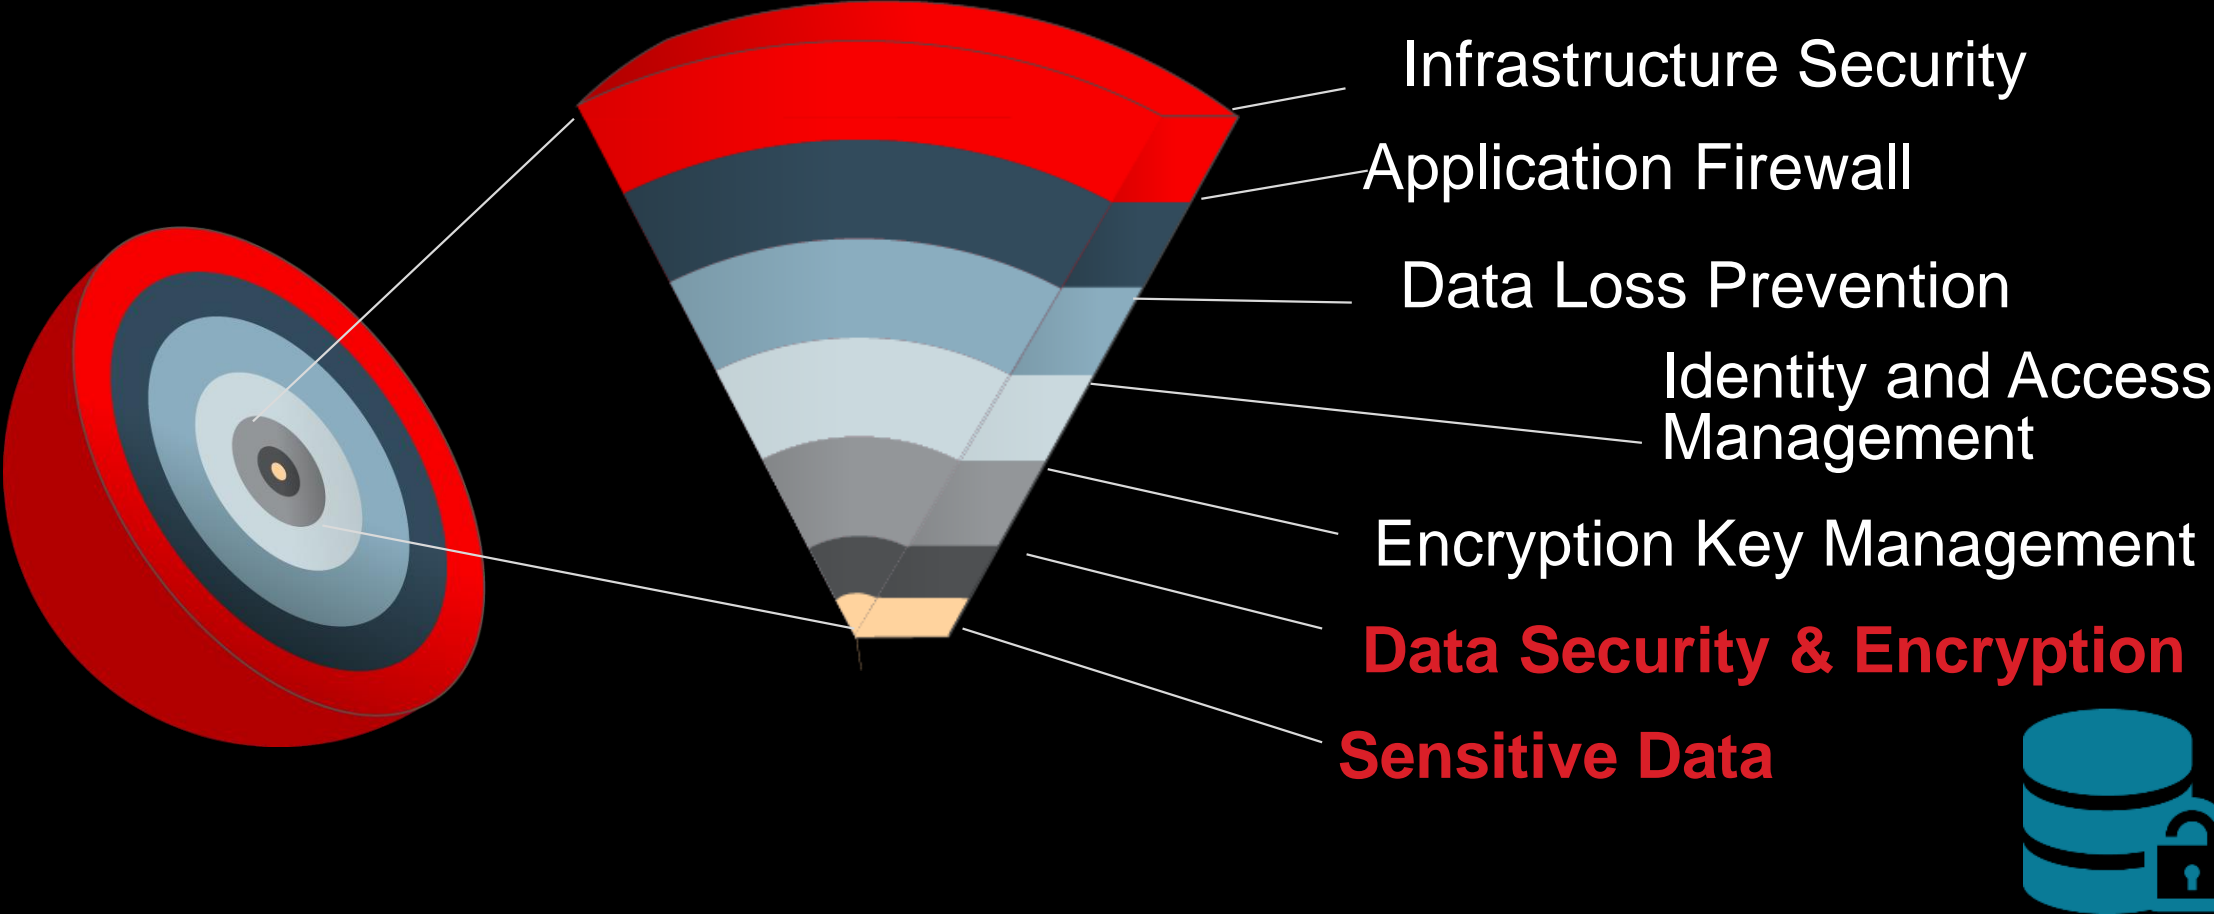 Infrastructure Security
Application Firewall
Data Loss Prevention
Identity and Access
Management
Encryption Key Management
Data Security & Encryption
Sensitive Data